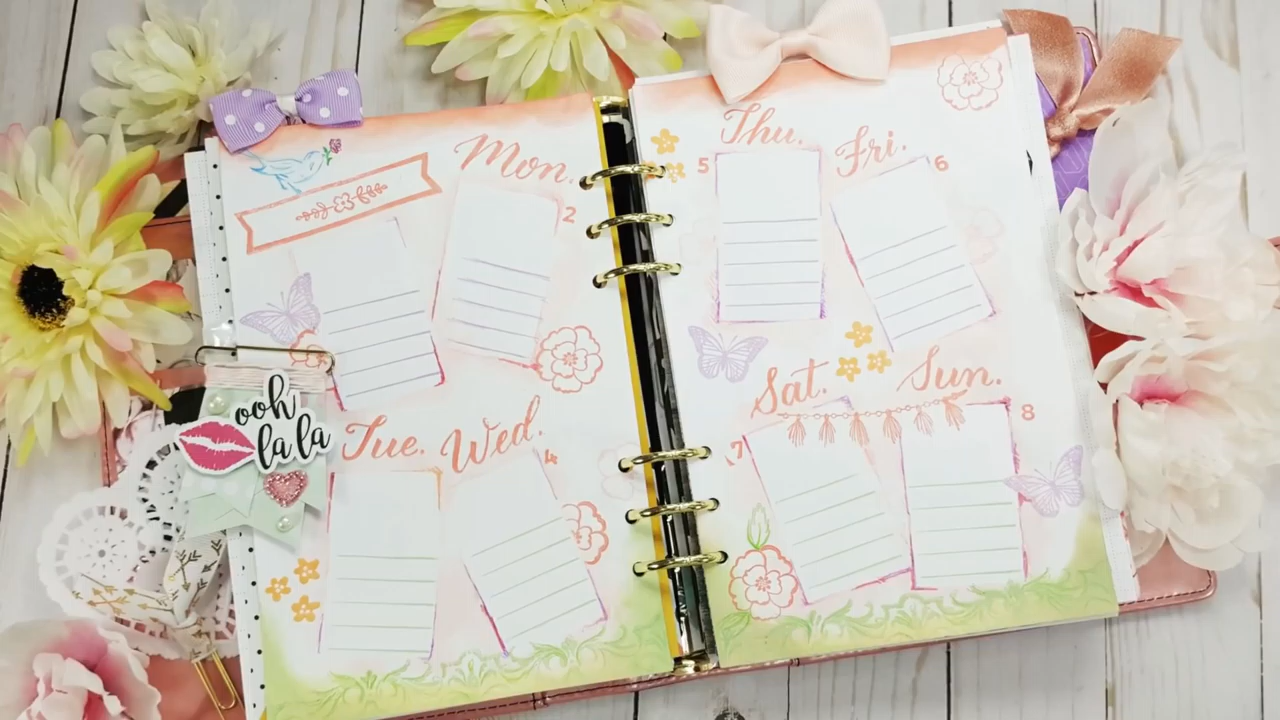 Mon.
2
ooh
la la
Tue. Wed.
4
Thu.
5
Fri.
6
Sat. Sun.
7
8